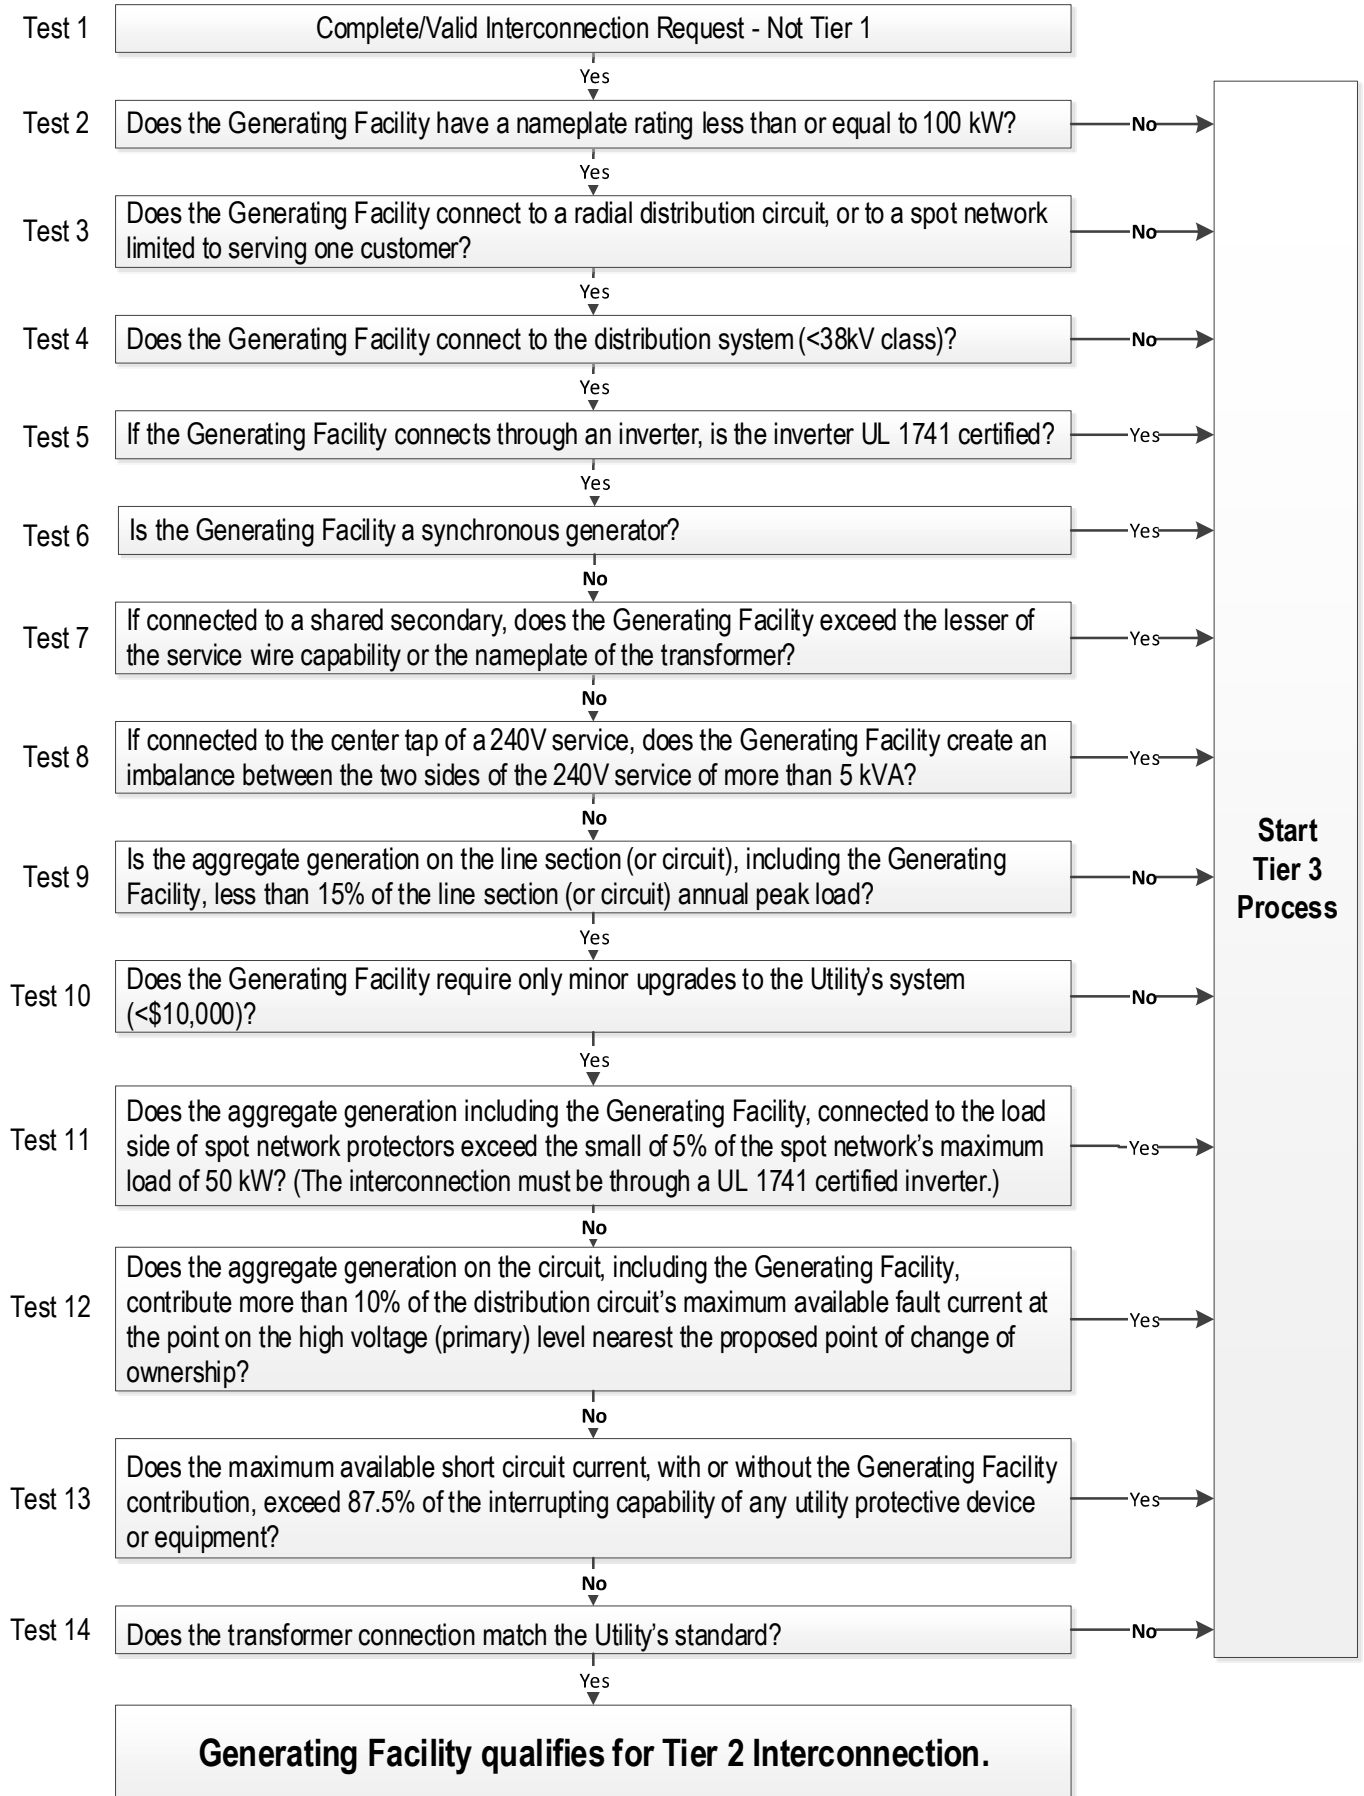 Test 1
Complete/Valid Interconnection Request - Not Tier 1
Yes
Test 2
Does the Generating Facility have a nameplate rating less than or equal to 100 kW?
No
Yes
Test 3
Does the Generating Facility connect to a radial distribution circuit, or to a spot network
limited to serving one customer?
No
Yes
Test 4
Does the Generating Facility connect to the distribution system (<38kV class)?
No
Yes
Test 5
If the Generating Facility connects through an inverter, is the inverter UL 1741 certified?
Yes
Yes
Test 6
Is the Generating Facility a synchronous generator?
Yes
No
Test 7
If connected to a shared secondary, does the Generating Facility exceed the lesser of
the service wire capability or the nameplate of the transformer?
Yes
No
Test 8
If connected to the center tap of a 240V service, does the Generating Facility create an
imbalance between the two sides of the 240V service of more than 5 kVA?
Yes
No
Test 9
Is the aggregate generation on the line section (or circuit), including the Generating
Facility, less than 15% of the line section (or circuit) annual peak load?
No
Yes
Test 10
Does the Generating Facility require only minor upgrades to the Utility's system
(<$10,000)?
No
Yes
Test 11
Does the aggregate generation including the Generating Facility, connected to the load
side of spot network protectors exceed the small of 5% of the spot network's maximum
load of 50 kW? (The interconnection must be through a UL 1741 certified inverter.)
Yes
No
Test 12
Does the aggregate generation on the circuit, including the Generating Facility,
contribute more than 10% of the distribution circuit's maximum available fault current at
the point on the high voltage (primary) level nearest the proposed point of change of
ownership?
Yes
No
Test 13
Does the maximum available short circuit current, with or without the Generating Facility
contribution, exceed 87.5% of the interrupting capability of any utility protective device
or equipment?
Yes
No
Test 14
Does the transformer connection match the Utility's standard?
No
Yes
Generating Facility qualifies for Tier 2 Interconnection.
Start
Tier 3
Process